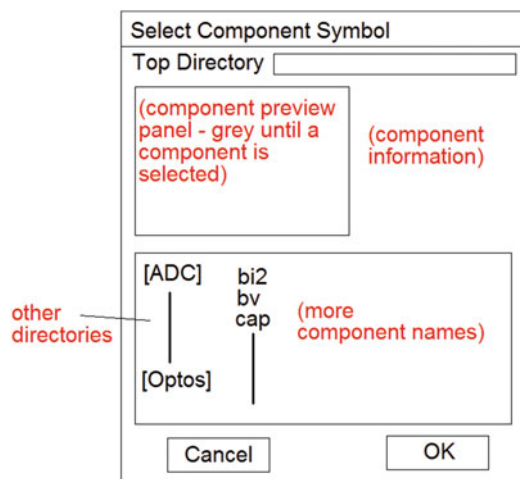 Select Component Symbol
Top Directory
(component preview
panel - grey until a
component is
selected)
(component
information)
[ADC]
[Optos]
bi2
bv
cap
(more
component names)
other
directories
Cancel
OK